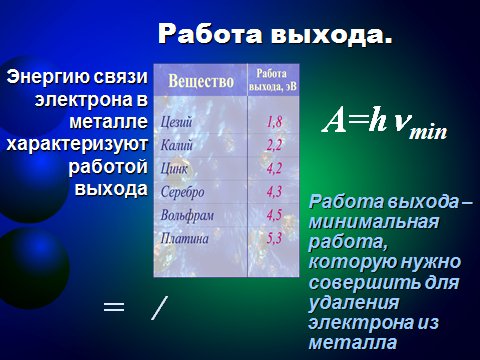 Работа выхода.
Энергию связи
электрона в
металле
характеризуют
работой
выхода
Вещество Работа
выхода, эВ
Цезий 1,8
Калий 2,2
Цинк 4,2
Серебро 4,3
Вольфрам 4,5
Платина 5,3
A=hνmin
Работа выхода –
минимальная
работа,
которую нужно
совершить для
удаления
электрона из
металла
= /